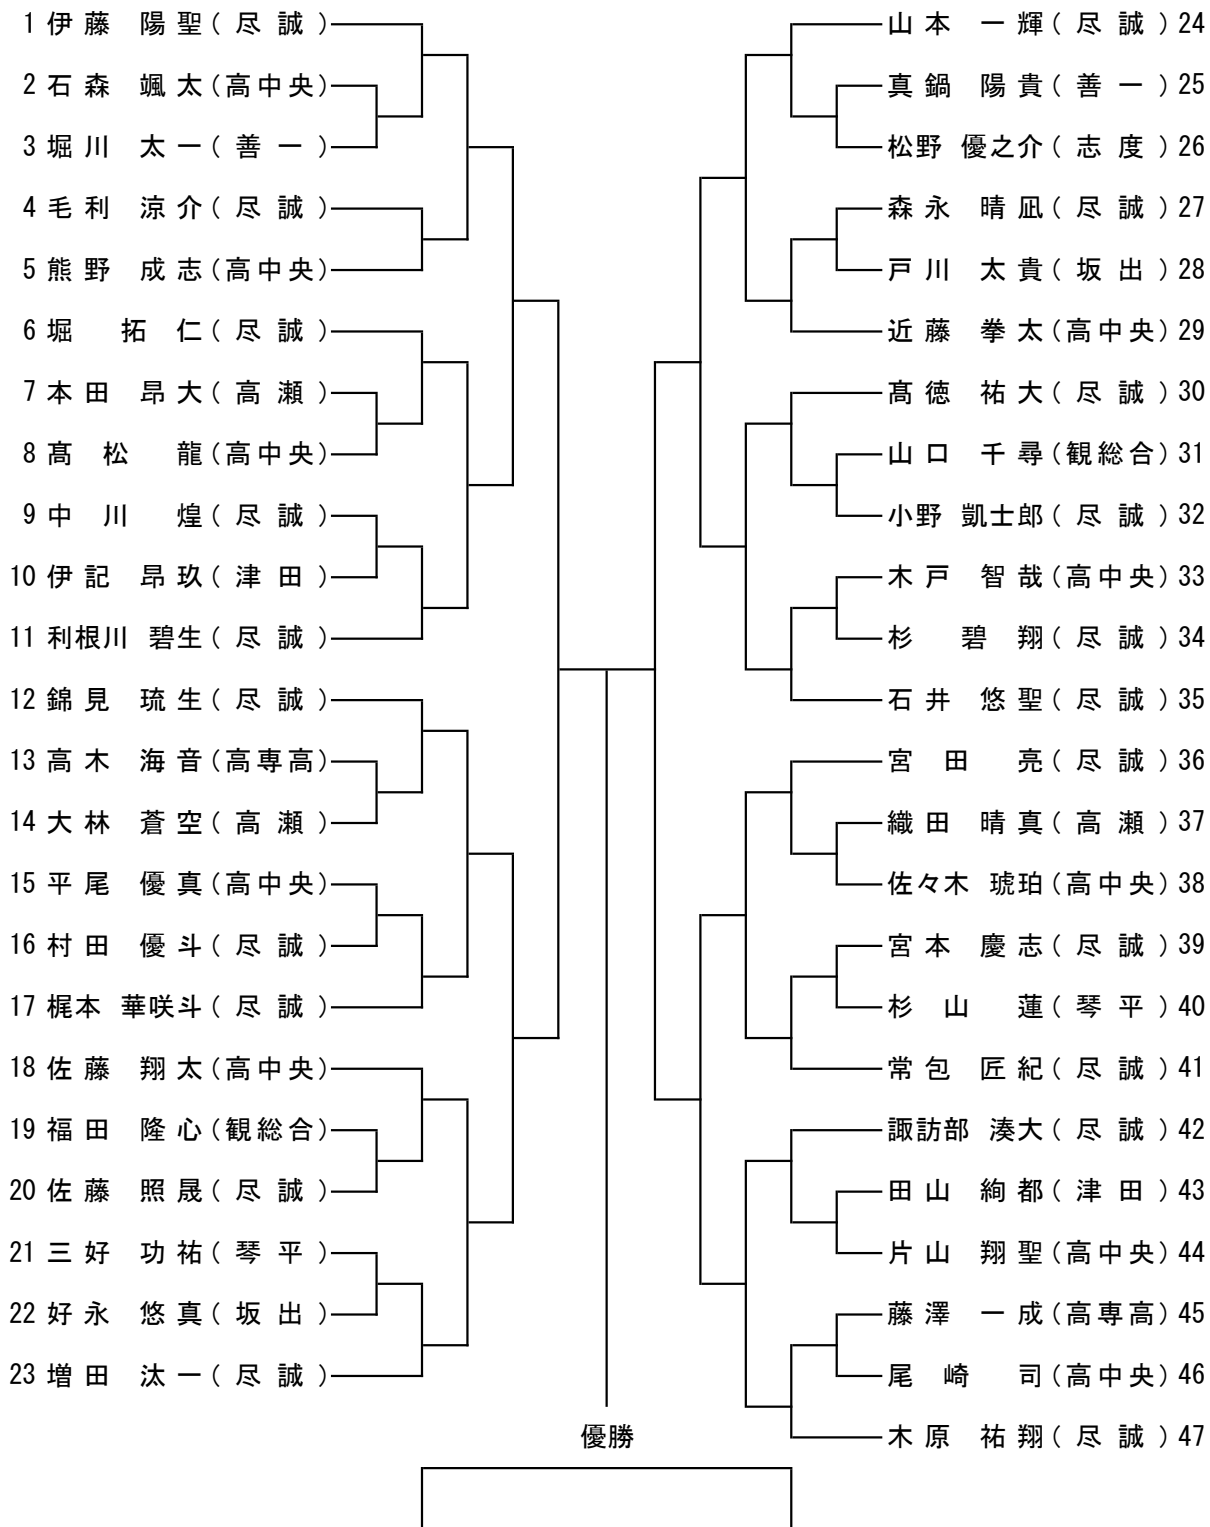 1 伊藤 陽聖(尽誠)
2 石森 颯太(高中央)
3 堀川 太一(善一)
4 毛利 涼介(尽誠)
5 熊野 成志(高中央)
6 堀 拓仁(尽誠)
7 本田 昂大(高瀬)
8 髙松 龍(高中央)
9 中川 煌(尽誠)
10 伊記 昂玖(津田)
11 利根川 碧生(尽誠)
12 錦見 琉生(尽誠)
13 高木 海音(高専高)
14 大林 蒼空(高瀬)
15 平尾 優真(高中央)
16 村田 優斗(尽誠)
17 梶本 華咲斗(尽誠)
18 佐藤 翔太(高中央)
19 福田 隆心(観総合)
20 佐藤 照晟(尽誠)
21 三好 功祐(琴平)
22 好永 悠真(坂出)
23 増田 汰一(尽誠)
山本 一輝(尽誠) 24
真鍋 陽貴(善一) 25
松野 優之介(志度) 26
森永 晴凪(尽誠) 27
戸川 太貴(坂出) 28
近藤 拳太(高中央) 29
髙徳 祐大(尽誠) 30
山口 千尋(観総合) 31
小野 凱士郎(尽誠) 32
木戸 智哉(高中央) 33
杉 碧翔(尽誠) 34
石井 悠聖(尽誠) 35
宮田 亮(尽誠) 36
織田 晴真(高瀬) 37
佐々木 琥珀(高中央) 38
宮本 慶志(尽誠) 39
杉山 蓮(琴平) 40
常包 匠紀(尽誠) 41
諏訪部 湊大(尽誠) 42
田山 絢都(津田) 43
片山 翔聖(高中央) 44
藤澤 一成(高専高) 45
尾崎 司(高中央) 46
木原 祐翔(尽誠) 47
優勝